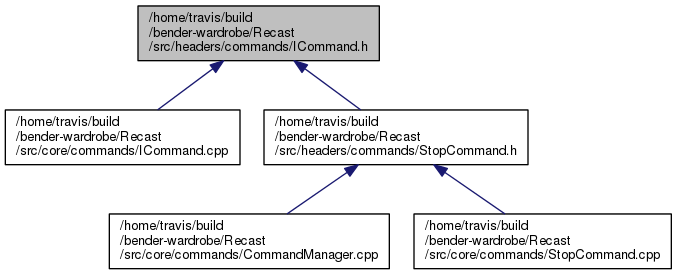 /home/travis/build
/bender-wardrobe/Recast
/src/headers/commands/ICommand.h
/home/travis/build
/bender-wardrobe/Recast
/src/core/commands/ICommand.cpp
/home/travis/build
/bender-wardrobe/Recast
/src/headers/commands/StopCommand.h
/home/travis/build
/bender-wardrobe/Recast
/src/core/commands/CommandManager.cpp
/home/travis/build
/bender-wardrobe/Recast
/src/core/commands/StopCommand.cpp